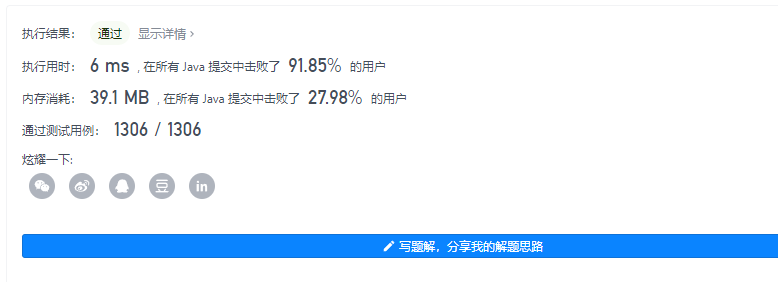 执行结果： 通过 显示详情 ›
执行用时： 6 ms , 在所有 Java 提交中击败了 91.85% 的用户
内存消耗： 39.1 MB , 在所有 Java 提交中击败了 27.98% 的用户
通过测试用例： 1306 / 1306
炫耀一下:
豆 in
写题解，分享我的解题思路